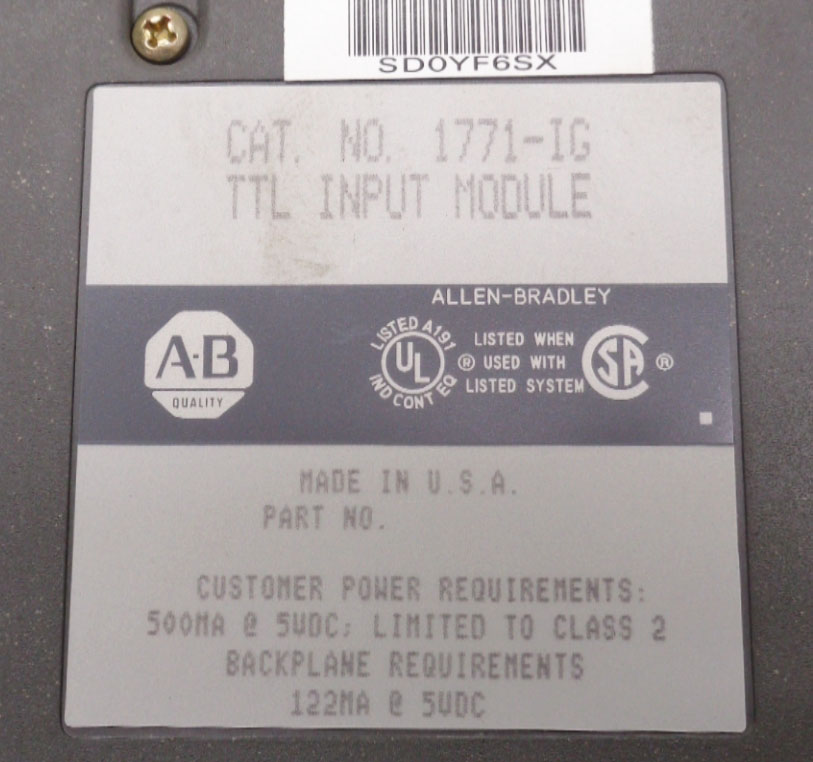 SD0YF6SX
CAT. NO. 1771-IG
TTL INPUT MODULE
ALLEN-BRADLEY
A·B
QUALITY
LISTED A191
UL
IND CONT EQ
®
LISTED WHEN
USED WITH
LISTED SYSTEM
SA ®
MADE IN U.S.A.
PART NO.
CUSTOMER POWER REQUIREMENTS:
500MA @ 5VDC; LIMITED TO CLASS 2
BACKPLANE REQUIREMENTS
122MA @ 5VDC